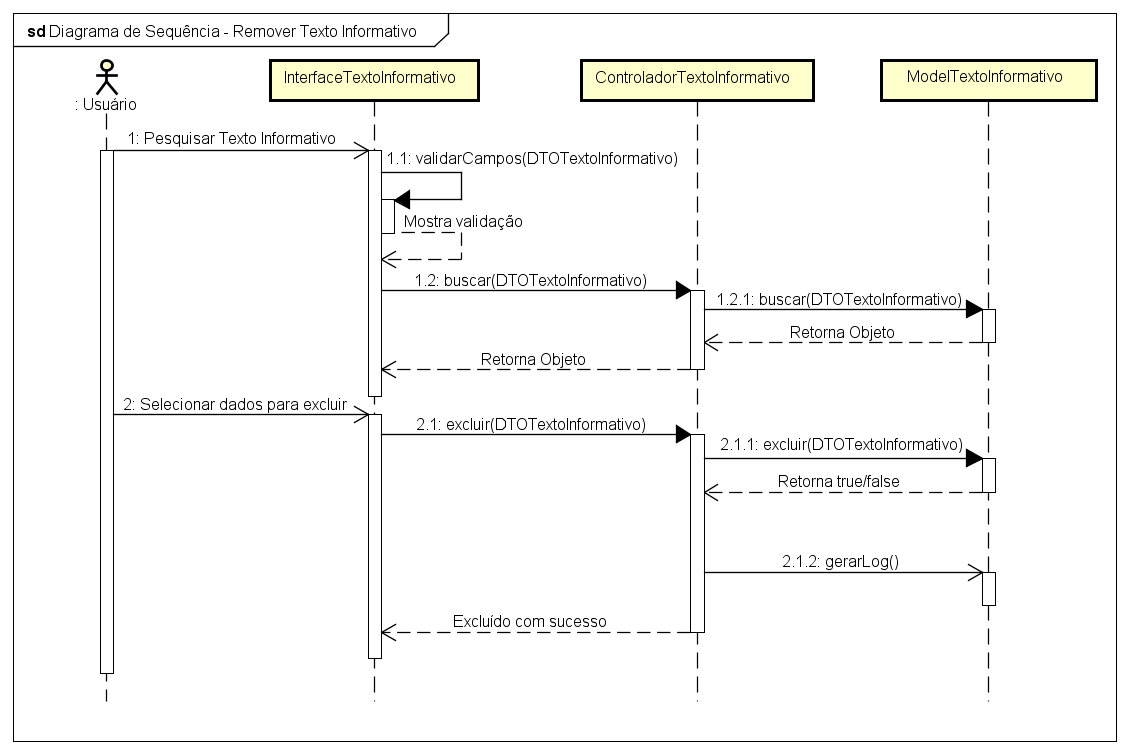 sd Diagrama de Sequência - Remover Texto Informativo
: Usuário
InterfaceTextoInformativo
ControladorTextoInformativo
ModelTextoInformativo
1: Pesquisar Texto Informativo
1.1: validarCampos(DTOTextoInformativo)
Mostra validação
1.2: buscar(DTOTextoInformativo)
1.2.1: buscar(DTOTextoInformativo)
Retorna Objeto
Retorna Objeto
2: Selecionar dados para excluir
2.1: excluir(DTOTextoInformativo)
2.1.1: excluir(DTOTextoInformativo)
Retorna true/false
2.1.2: gerarLog()
Excluído com sucesso